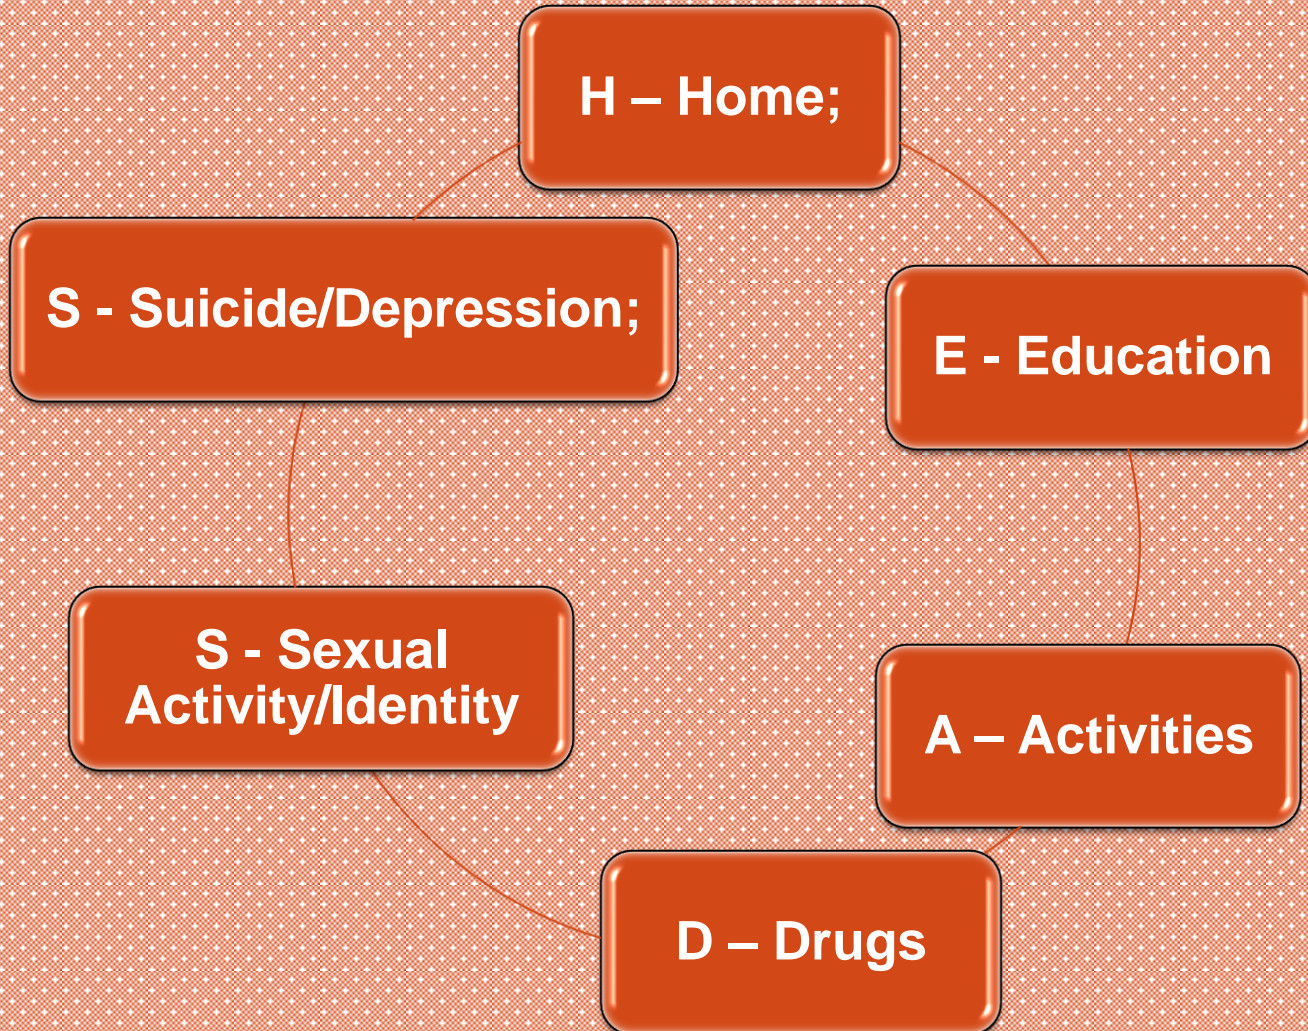 H – Home;
E - Education
A – Activities
D – Drugs
S - Sexual
Activity/Identity
S - Suicide/Depression;